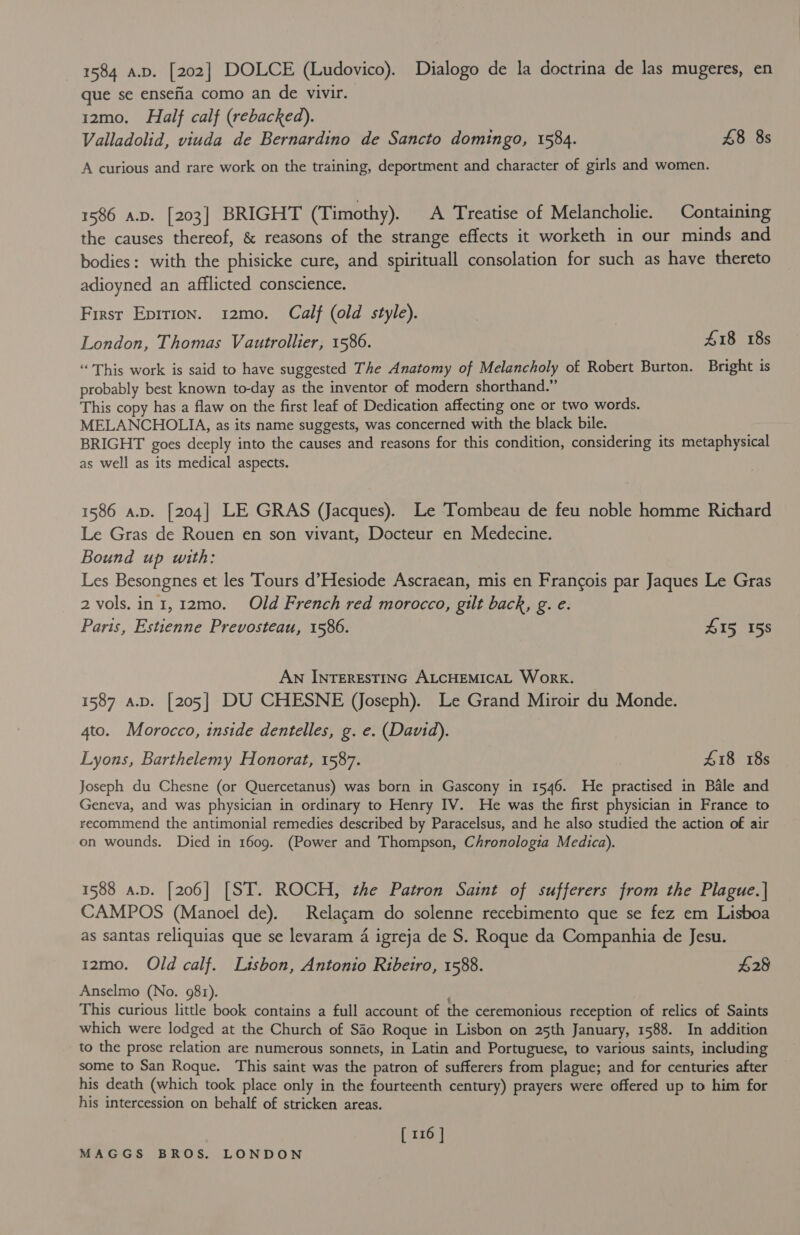 1584 A.D. [202] DOLCE (Ludovico). Dialogo de la doctrina de las mugeres, en
que se enseña como an de vivir.
12mo. Half calf (rebacked).
Valladolid, viuda de Bernardino de Sancto domingo, 1584. £8 8s
A curious and rare work on the training, deportment and character of girls and women.
1586 A.D. [203] BRIGHT (Timothy). A Treatise of Melancholie. Containing
the causes thereof, & reasons of the strange effects it worketh in our minds and
bodies: with the phisicke cure, and spirituall consolation for such as have thereto
adioyned an afflicted conscience.
FIRST EDITION. 12mo. Calf (old style).
London, Thomas Vautrollier, 1586. £18 18s
“This work is said to have suggested The Anatomy of Melancholy of Robert Burton. Bright is
probably best known to-day as the inventor of modern shorthand.”
This copy has a flaw on the first leaf of Dedication affecting one or two words.
MELANCHOLIA, as its name suggests, was concerned with the black bile.
BRIGHT goes deeply into the causes and reasons for this condition, considering its metaphysical
as well as its medical aspects.
1586 A.D. [204] LE GRAS (Jacques). Le Tombeau de feu noble homme Richard
Le Gras de Rouen en son vivant, Docteur en Medecine.
Bound up with:
Les Besongnes et les Tours d’Hesiode Ascraean, mis en François par Jaques Le Gras
2 vols. in 1, 12mo. Old French red morocco, gilt back, g. e.
Paris, Estienne Prevosteau, 1586. £15 15s
AN INTERESTING ALCHEMICAL WORK.
1587 A.D. [205] DU CHESNE (Joseph). Le Grand Miroir du Monde.
4to. Morocco, inside dentelles, g. e. (David).
Lyons, Barthelemy Honorat, 1587. £18 18s
Joseph du Chesne (or Quercetanus) was born in Gascony in 1546. He practised in Bâle and
Geneva, and was physician in ordinary to Henry IV. He was the first physician in France to
recommend the antimonial remedies described by Paracelsus, and he also studied the action of air
on wounds. Died in 1609. (Power and Thompson, Chronologia Medica).
1588 A.D. [206] [ST. ROCH, the Patron Saint of sufferers from the Plague.]
CAMPOS (Manoel de). Relaçam do solenne recebimento que se fez em Lisboa
as santas reliquias que se levaram á igreja de S. Roque da Companhia de Jesu.
12mo. Old calf. Lisbon, Antonio Ribeiro, 1588. £28
Anselmo (No. 981).
This curious little book contains a full account of the ceremonious reception of relics of Saints
which were lodged at the Church of São Roque in Lisbon on 25th January, 1588. In addition
to the prose relation are numerous sonnets, in Latin and Portuguese, to various saints, including
some to San Roque. This saint was the patron of sufferers from plague; and for centuries after
his death (which took place only in the fourteenth century) prayers were offered up to him for
his intercession on behalf of stricken areas.
[ 116 ]
MAGGS BROS. LONDON